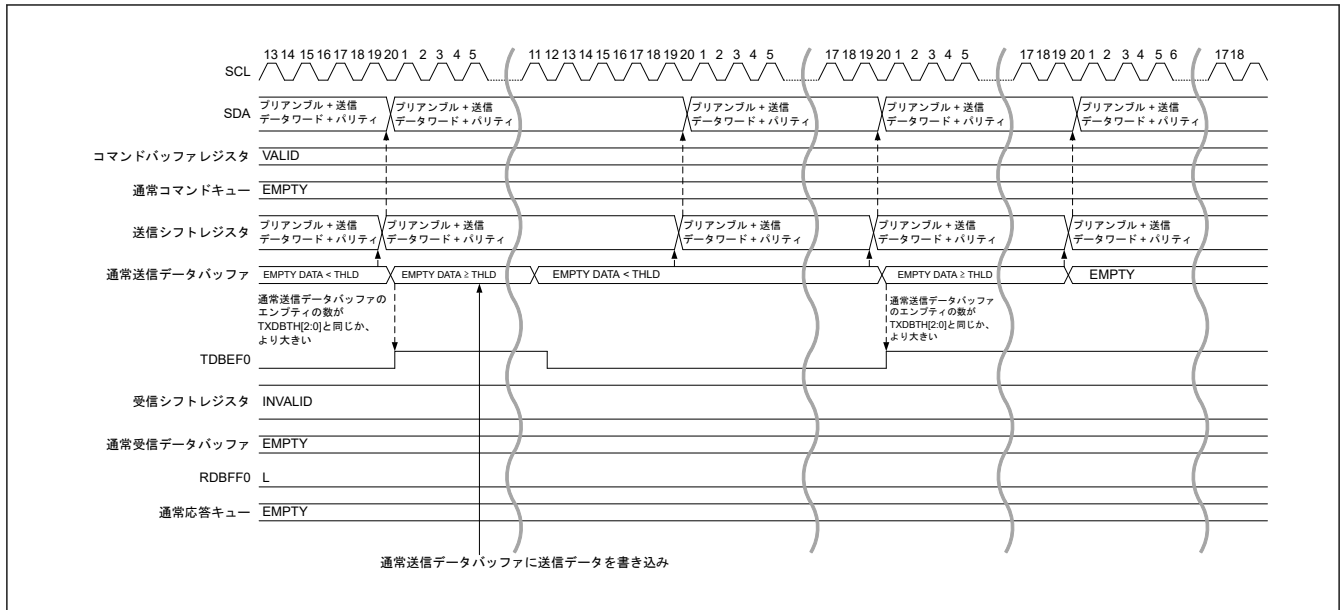 13 14 15 16 17 18 19 20 1 2 3 4 5 11 12 13 14 15 16 17 18 19 20 1 2 3 4 5 17 18 19 20 1 2 3 4 5 17 18 19 20 1 2 3 4 5 6 17 18
SCL
SDA
プリアンブル + 送信
データワード + パリティ
プリアンブル + 送信
データワード + パリティ
プリアンブル + 送信
データワード + パリティ
プリアンブル + 送信
データワード + パリティ
プリアンブル + 送信
データワード + パリティ
コマンドバッファレジスタ VALID
通常コマンドキュー EMPTY
送信シフトレジスタ
プリアンブル + 送信
データワード + パリティ
プリアンブル + 送信
データワード + パリティ
プリアンブル + 送信
データワード + パリティ
プリアンブル + 送信
データワード + パリティ
プリアンブル + 送信
データワード + パリティ
通常送信データバッファ EMPTY DATA < THLD EMPTY DATA ≥ THLD EMPTY DATA < THLD EMPTY DATA ≥ THLD EMPTY
通常送信データバッファの
エンプティの数が
TXDBTH[2:0]と同じか、
より大きい
通常送信データバッファ
のエンプティの数が
TXDBTH[2:0]と同じか、
より大きい
TDBEF0
受信シフトレジスタ INVALID
通常受信データバッファ EMPTY
RDBFF0 L
通常応答キュー EMPTY
通常送信データバッファに送信データを書き込み